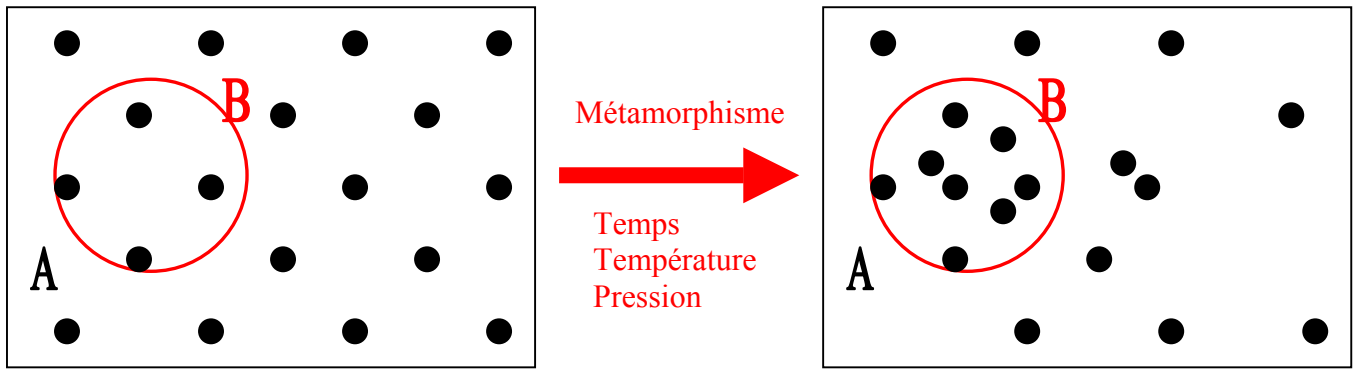 B
A
Métamorphisme
Temps
Température
Pression
B
A